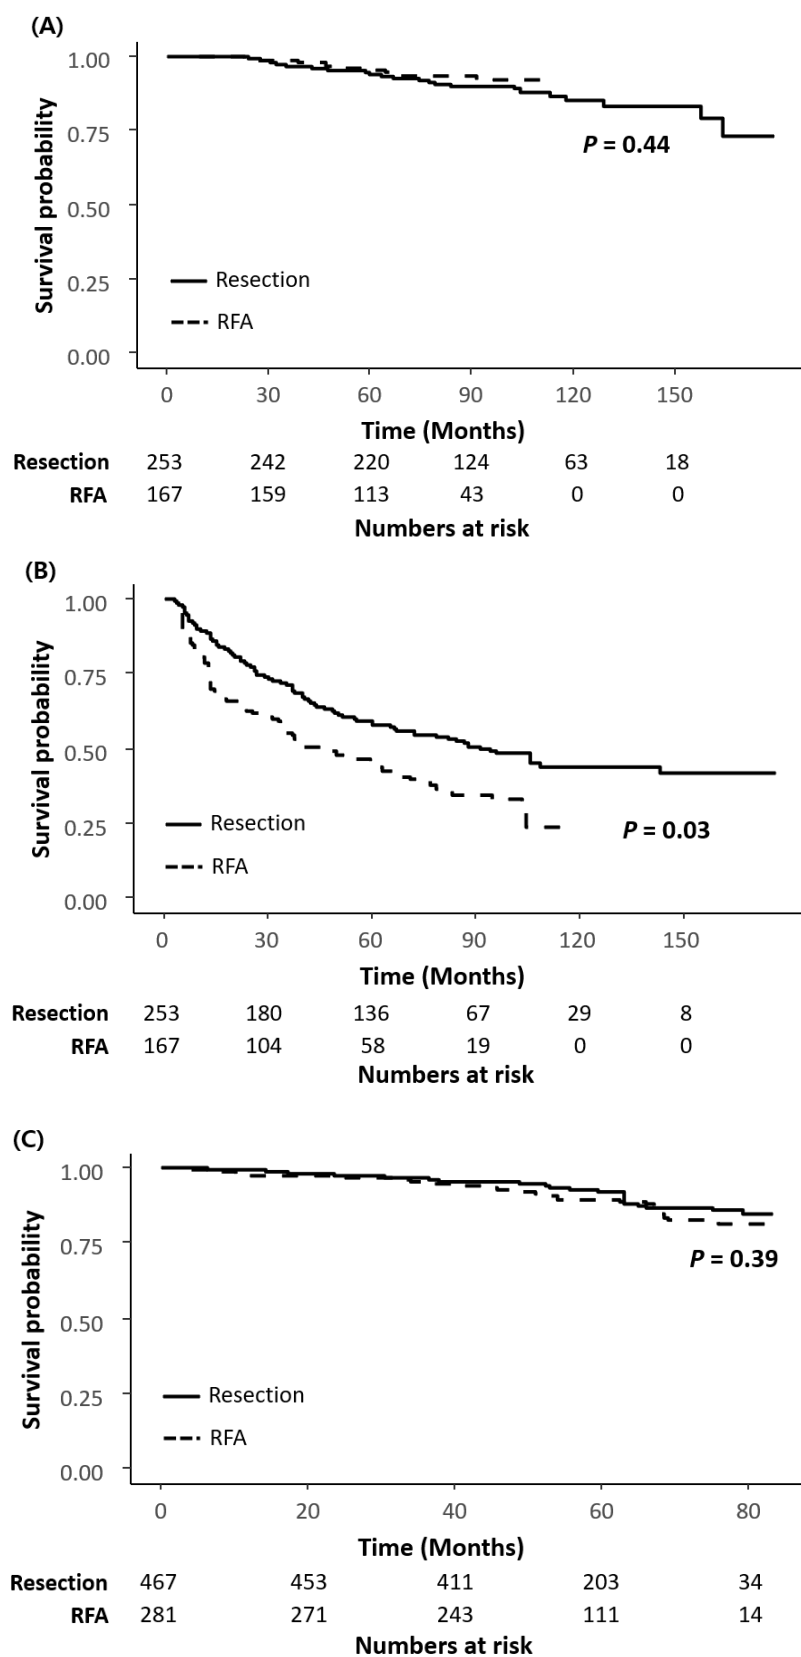 (A)
1.00
0.75
0.50
0.25
0.00
Survival probability
P = 0.44
Resection
RFA
0 30 60 90 120 150
Time (Months)
Resection 253 242 220 124 63 18
RFA 167 159 113 43 0 0
Numbers at risk
(B)
1.00
0.75
0.50
0.25
0.00
Survival probability
Resection
P = 0.03
RFA
0 30 60 90 120 150
Time (Months)
Resection 253 180 136 67 29 8
RFA 167 104 58 19 0 0
Numbers at risk
(C)
1.00
0.75
0.50
0.25
0.00
Survival probability
P = 0.39
Resection
RFA
0 20 40 60 80
Time (Months)
Resection 467 453 411 203 34
RFA 281 271 243 111 14
Numbers at risk